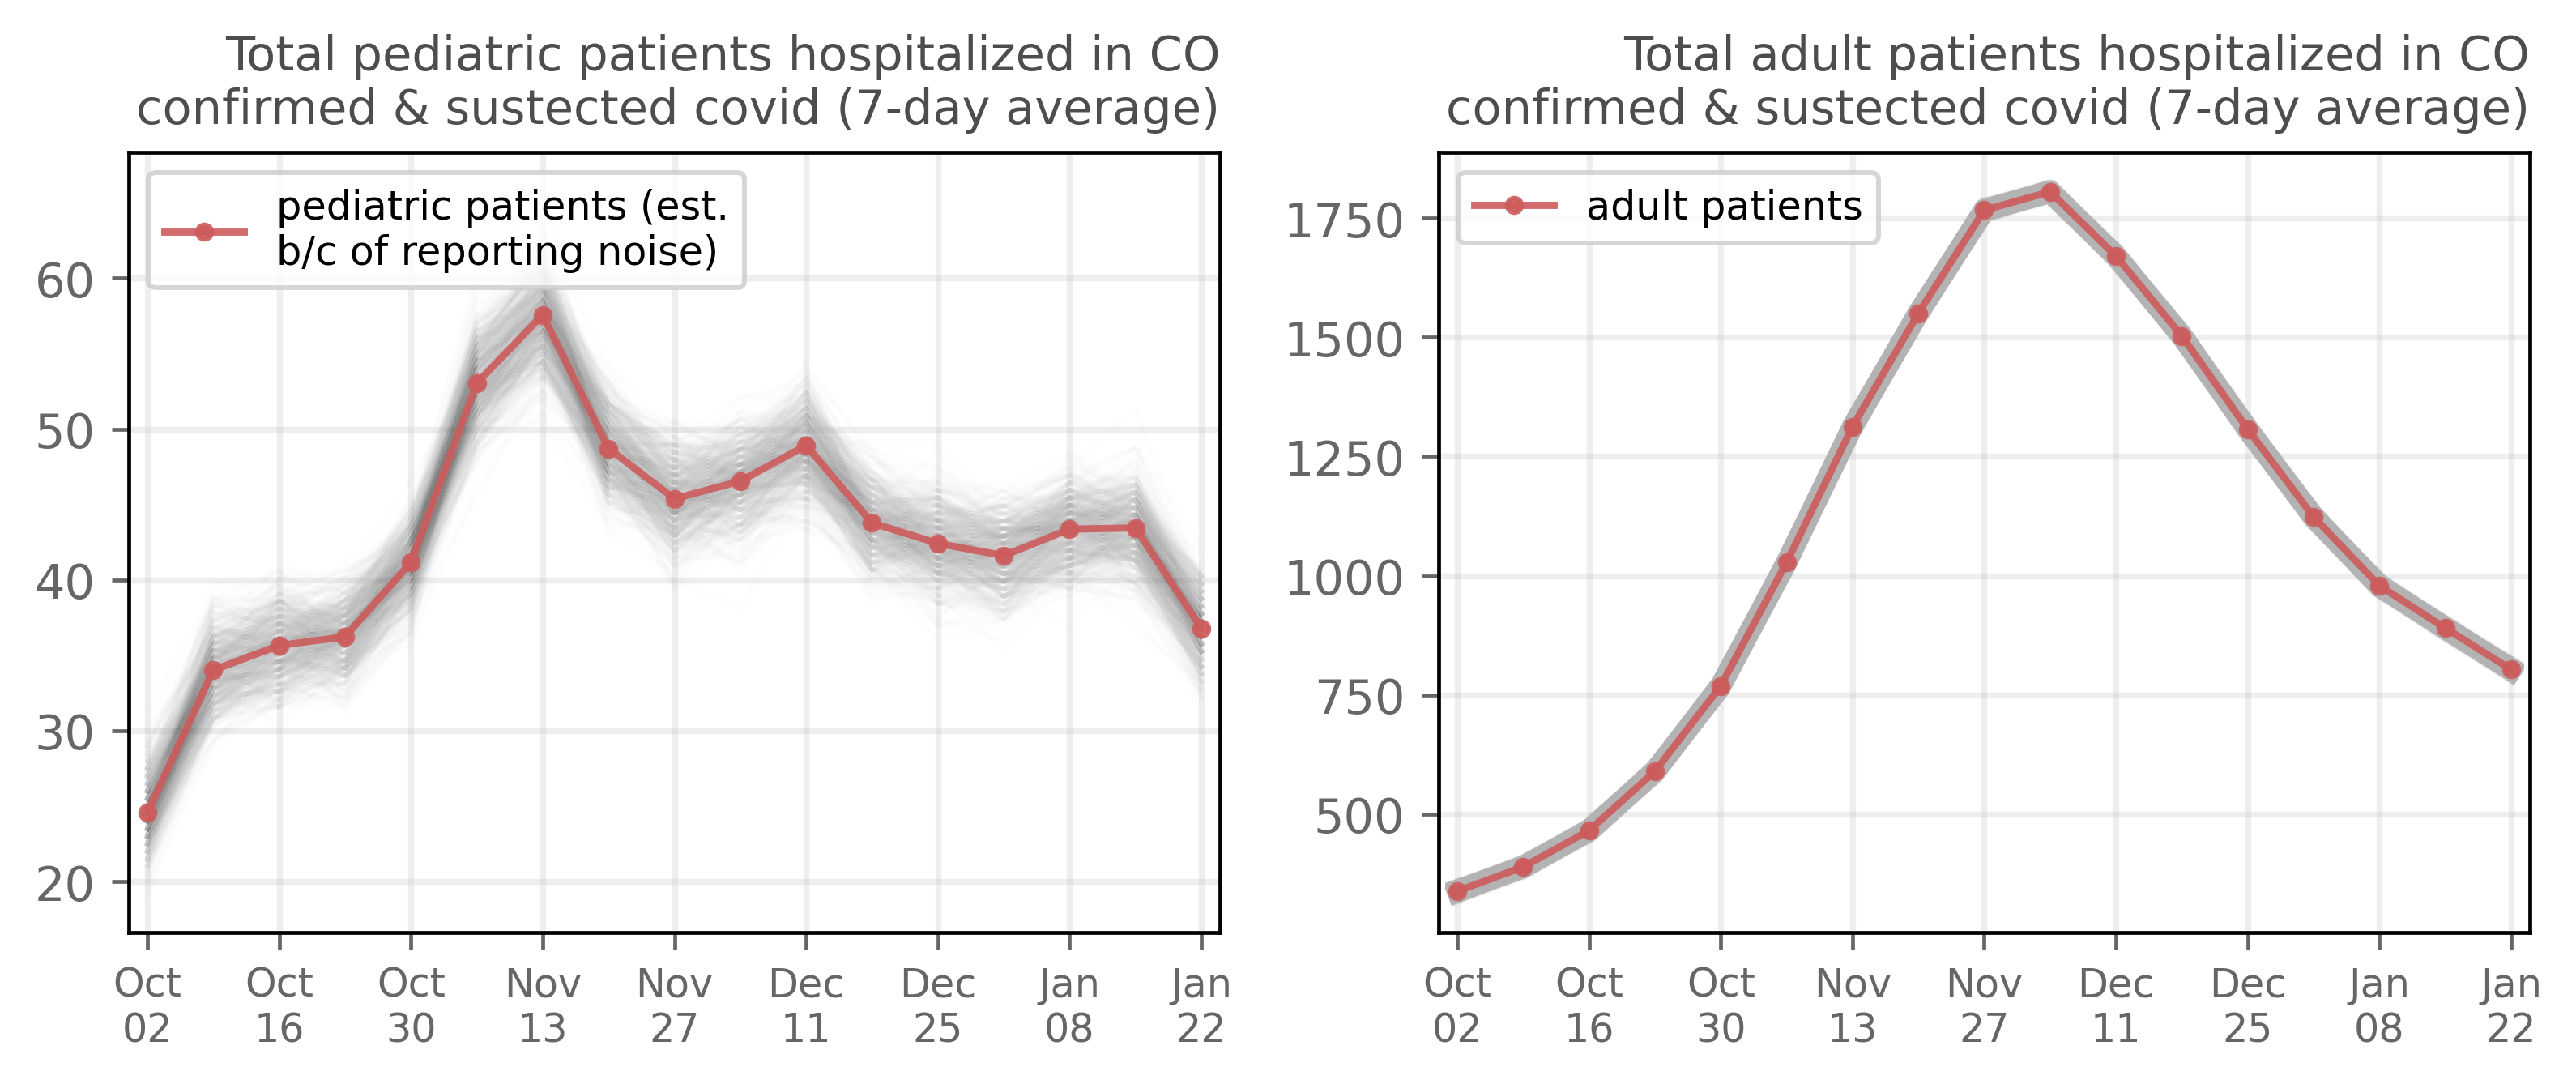 Total pediatric patients hospitalized in CO
confirmed & sustected covid (7-day average)
pediatric patients (est.
b/c of reporting noise)
60
50
40
30
20
Oct Oct Oct Nov Nov Dec Dec Jan Jan
02 16 30 13 27 11 25 08 22
Total adult patients hospitalized in CO
confirmed & sustected covid (7-day average)
adult patients
1750
1500
1250
1000
750
500
Oct Oct Oct Nov Nov Dec Dec Jan Jan
02 16 30 13 27 11 25 08 22